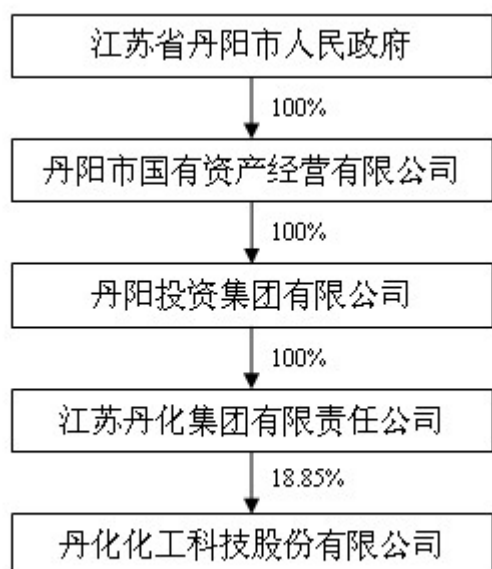 江苏省丹阳市人民政府
100%
丹阳市国有资产经营有限公司
100%
丹阳投资集团有限公司
100%
江苏丹化集团有限责任公司
18.85%
丹化化工科技股份有限公司